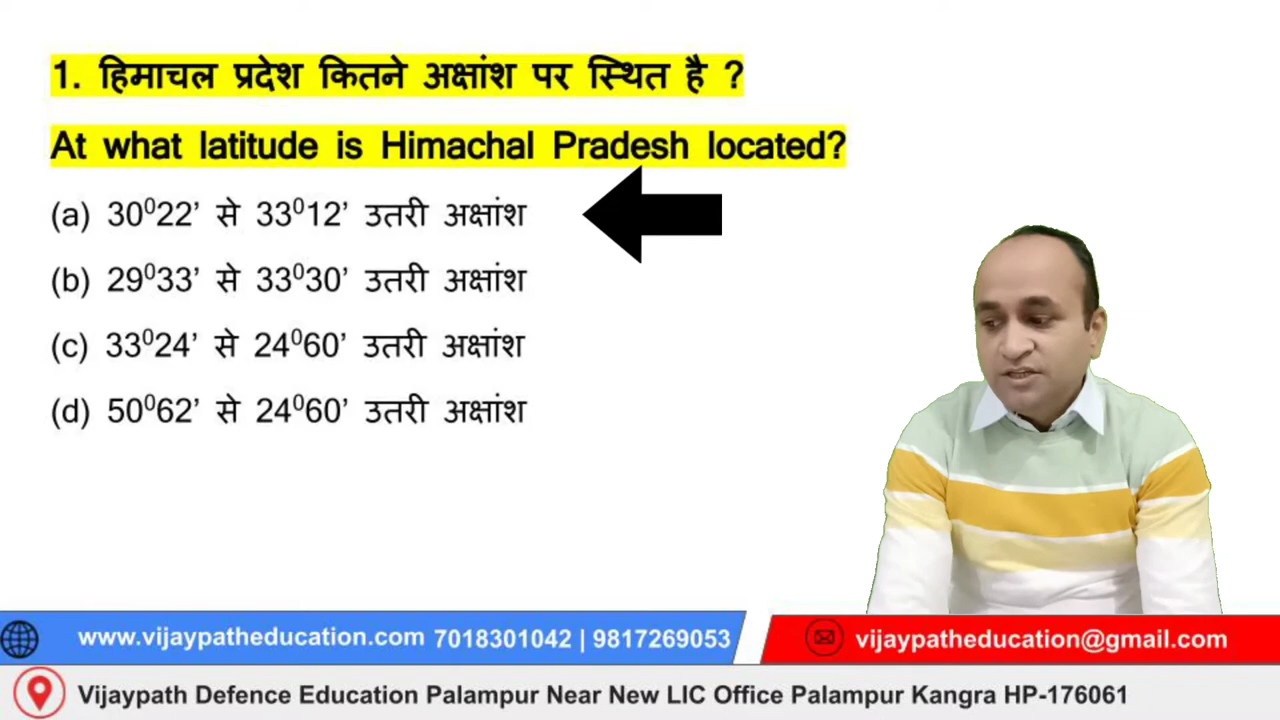 1. हिमाचल प्रदेश कितने अक्षांश पर स्थित है ?
At what latitude is Himachal Pradesh located?
(a) 30⁰22’ से 33⁰12’ उतरी अक्षांश
(b) 29⁰33’ से 33⁰30’ उतरी अक्षांश
(c) 33⁰24’ से 24⁰60’ उतरी अक्षांश
(d) 50⁰62’ से 24⁰60’ उतरी अक्षांश
www.vijaypatheducation.com 7018301042 | 9817269053 vijaypatheducation@gmail.com
Vijaypath Defence Education Palampur Near New LIC Office Palampur Kangra HP-176061